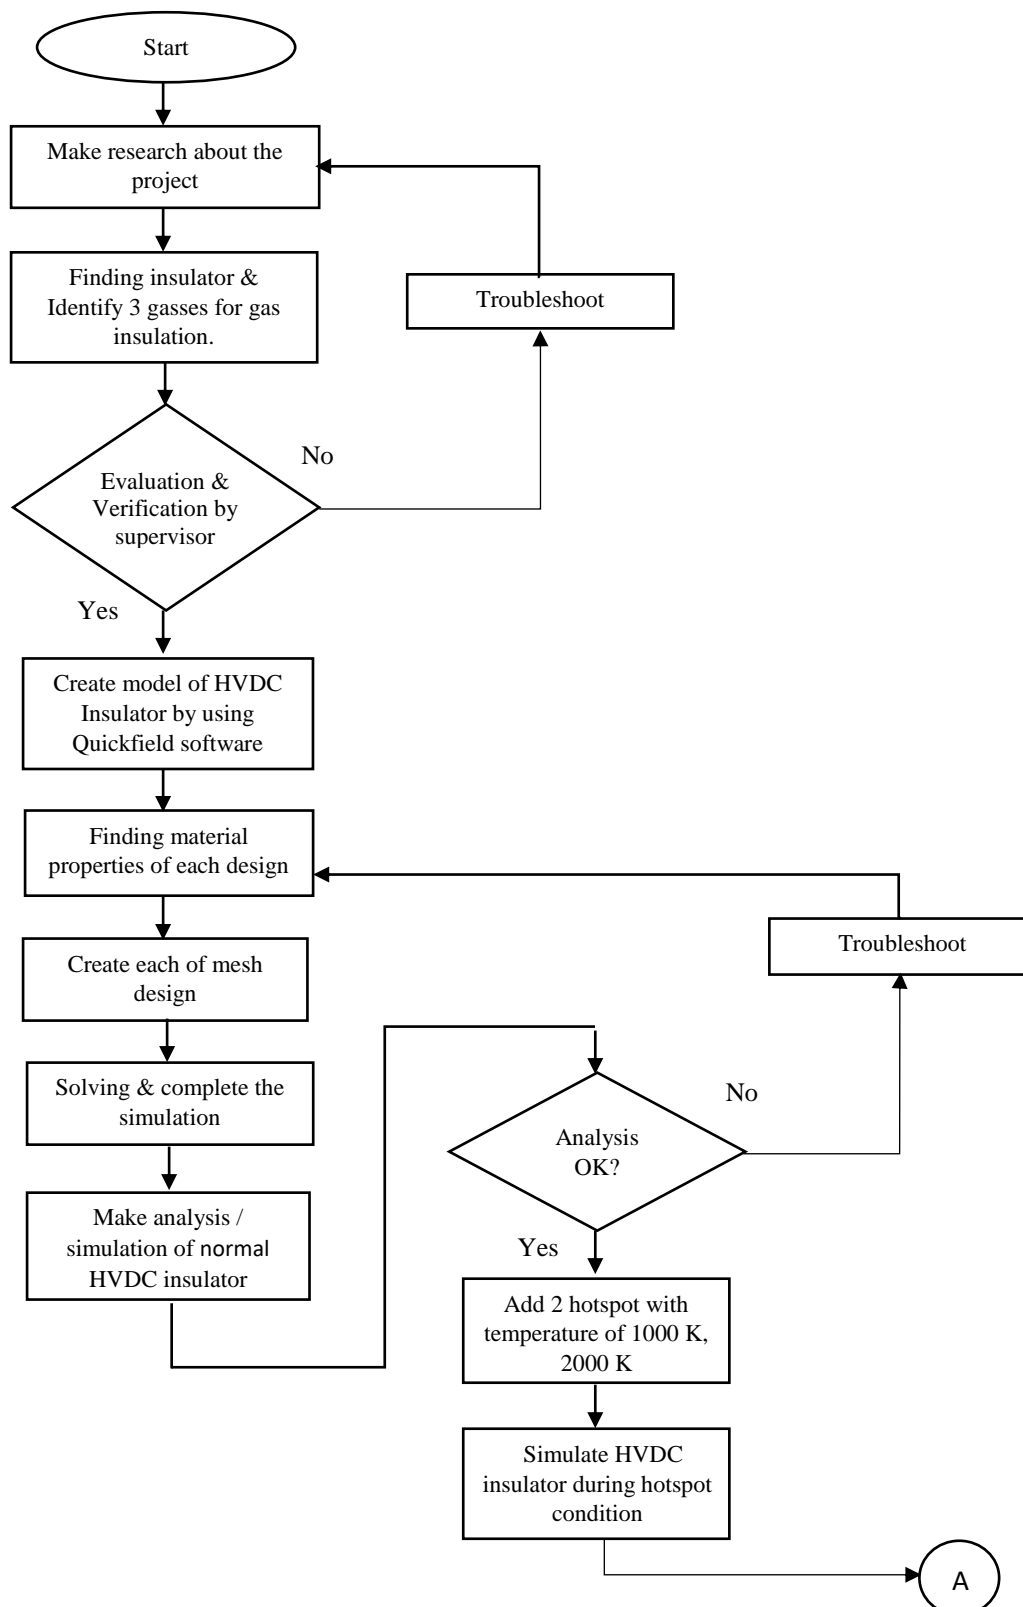 Start
Make research about the
project
Finding insulator &
Identify 3 gasses for gas
insulation.
Troubleshoot
No
Evaluation &
Verification by
supervisor
Yes
Create model of HVDC
Insulator by using
Quickfield software
Finding material
properties of each design
Troubleshoot
Create each of mesh
design
Solving & complete the
simulation
No
Analysis
OK?
Make analysis /
simulation of normal
HVDC insulator
Yes
Add 2 hotspot with
temperature of 1000 K,
2000 K
Simulate HVDC
insulator during hotspot
condition
A